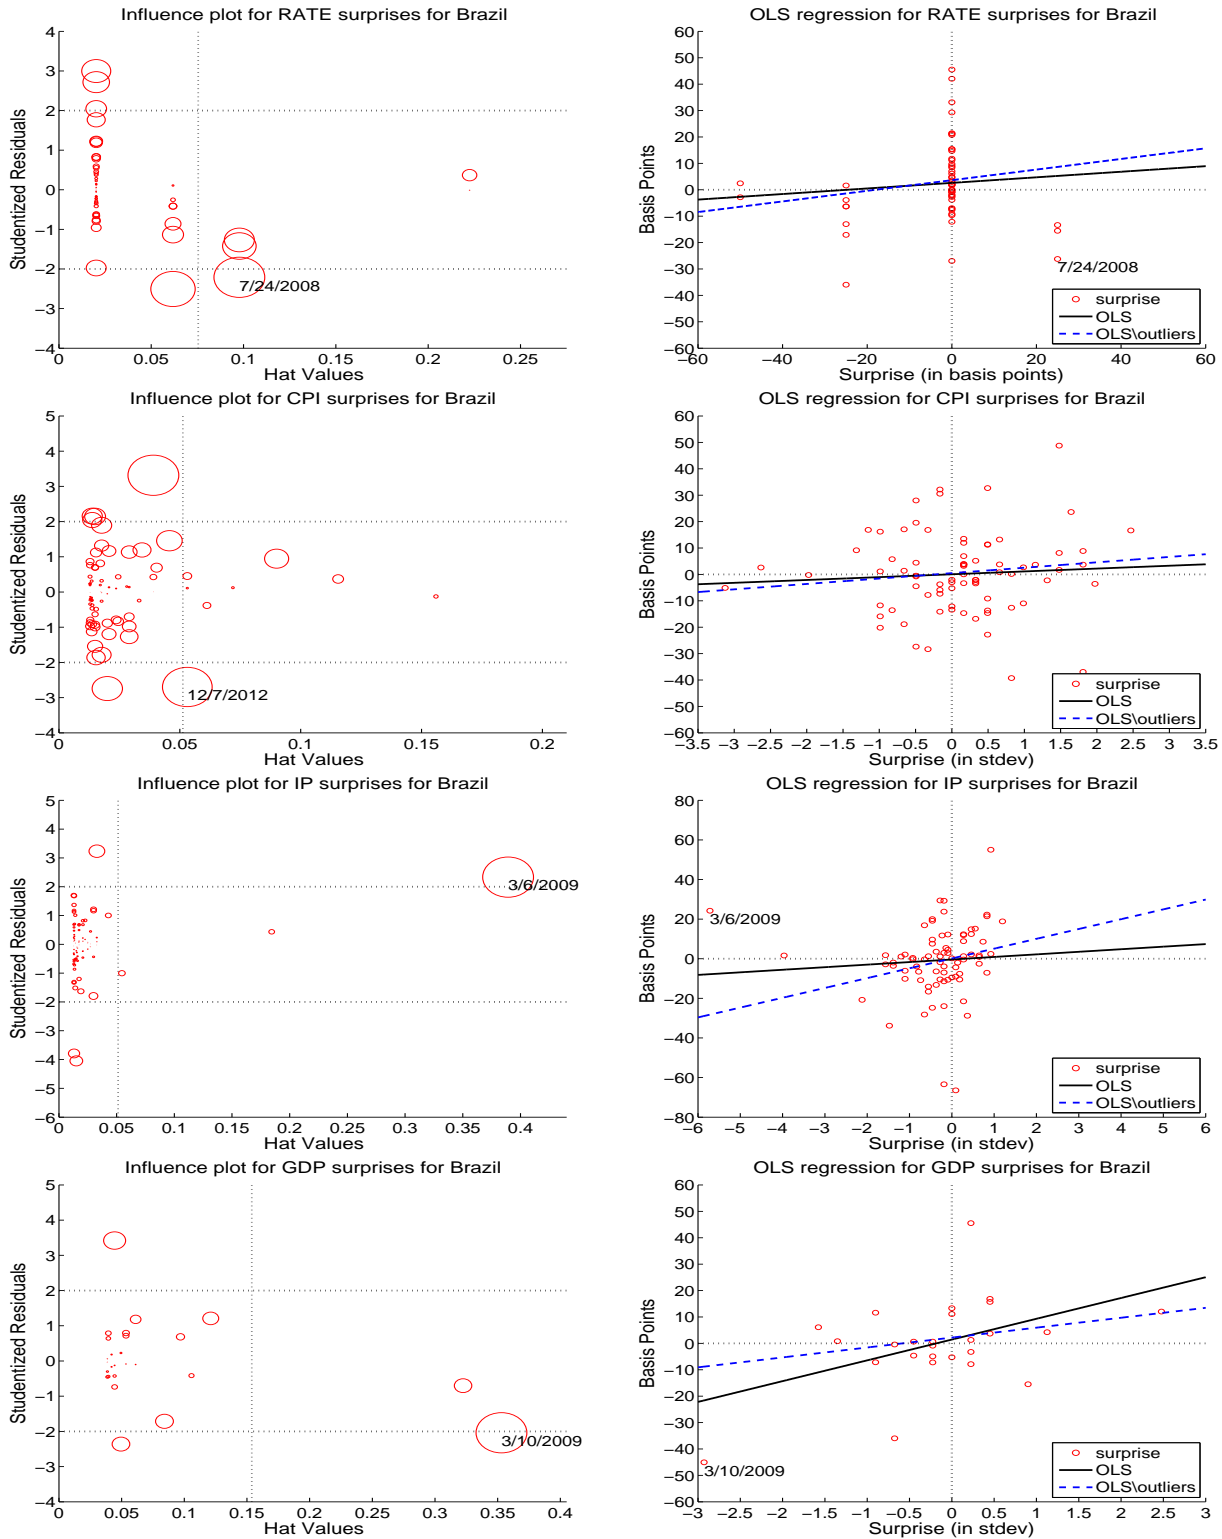 Influence plot for RATE surprises for Brazil
4
3
2
1
0
−1
−2
−3
−4
Studentized Residuals
7/24/2008
0 0.05 0.1 0.15 0.2 0.25
Hat Values
OLS regression for RATE surprises for Brazil
60
50
40
30
20
10
0
−10
−20
−30
−40
−50
−60
Basis Points
7/24/2008
surprise
OLS
OLS\outliers
−60 −40 −20 0 20 40 60
Surprise (in basis points)
Influence plot for CPI surprises for Brazil
5
4
3
2
1
0
−1
−2
−3
−4
Studentized Residuals
12/7/2012
0 0.05 0.1 0.15 0.2
Hat Values
OLS regression for CPI surprises for Brazil
60
50
40
30
20
10
0
−10
−20
−30
−40
−50
−60
Basis Points
surprise
OLS
OLS\outliers
−3.5 −3 −2.5 −2 −1.5 −1 −0.5 0 0.5 1 1.5 2 2.5 3 3.5
Surprise (in stdev)
Influence plot for IP surprises for Brazil
5
4
3
2
1
0
−1
−2
−3
−4
−5
−6
Studentized Residuals
3/6/2009
0 0.05 0.1 0.15 0.2 0.25 0.3 0.35 0.4
Hat Values
OLS regression for IP surprises for Brazil
80
60
40
20
0
−20
−40
−60
−80
Basis Points
3/6/2009
surprise
OLS
OLS\outliers
−6 −5 −4 −3 −2 −1 0 1 2 3 4 5 6
Surprise (in stdev)
Influence plot for GDP surprises for Brazil
5
4
3
2
1
0
−1
−2
−3
−4
Studentized Residuals
3/10/2009
0 0.05 0.1 0.15 0.2 0.25 0.3 0.35 0.4
Hat Values
OLS regression for GDP surprises for Brazil
60
50
40
30
20
10
0
−10
−20
−30
−40
−50
−60
Basis Points
3/10/2009
surprise
OLS
OLS\outliers
−3 −2.5 −2 −1.5 −1 −0.5 0 0.5 1 1.5 2 2.5 3
Surprise (in stdev)